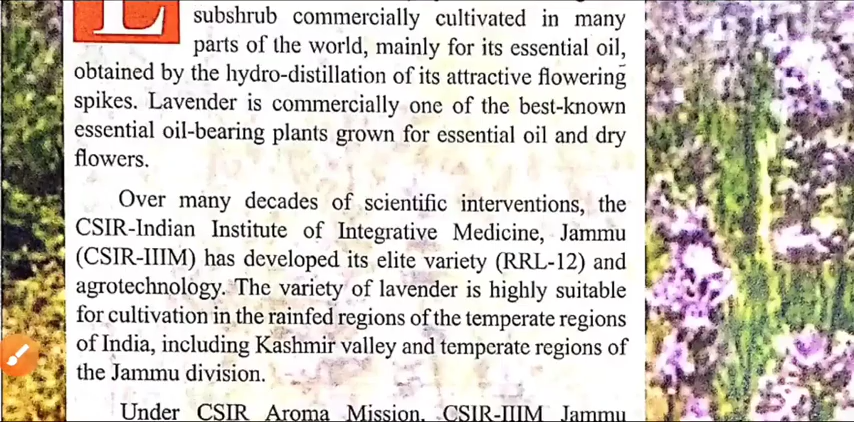 L
subshrub commercially cultivated in many
parts of the world, mainly for its essential oil,
obtained by the hydro-distillation of its attractive flowering
spikes. Lavender is commercially one of the best-known
essential oil-bearing plants grown for essential oil and dry
flowers.
Over many decades of scientific interventions, the
CSIR-Indian Institute of Integrative Medicine, Jammu
(CSIR-IIIM) has developed its elite variety (RRL-12) and
agrotechnology. The variety of lavender is highly suitable
for cultivation in the rainfed regions of the temperate regions
of India, including Kashmir valley and temperate regions of
the Jammu division.
Under CSIR Aroma Mission, CSIR-IIIM Jammu